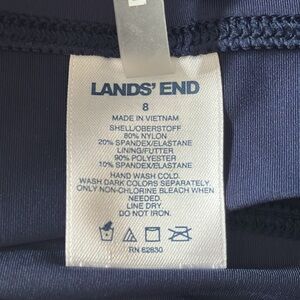 LANDS' END
8
MADE IN VIETNAM
SHELL/OBERSTOFF
80% NYLON
20% SPANDEX/ELASTANE
LINING/FUTTER
90% POLYESTER
10% SPANDEX/ELASTANE
HAND WASH COLD.
WASH DARK COLORS SEPARATELY.
ONLY NON-CHLORINE BLEACH WHEN
NEEDED.
LINE DRY.
DO NOT IRON.
RN 62830